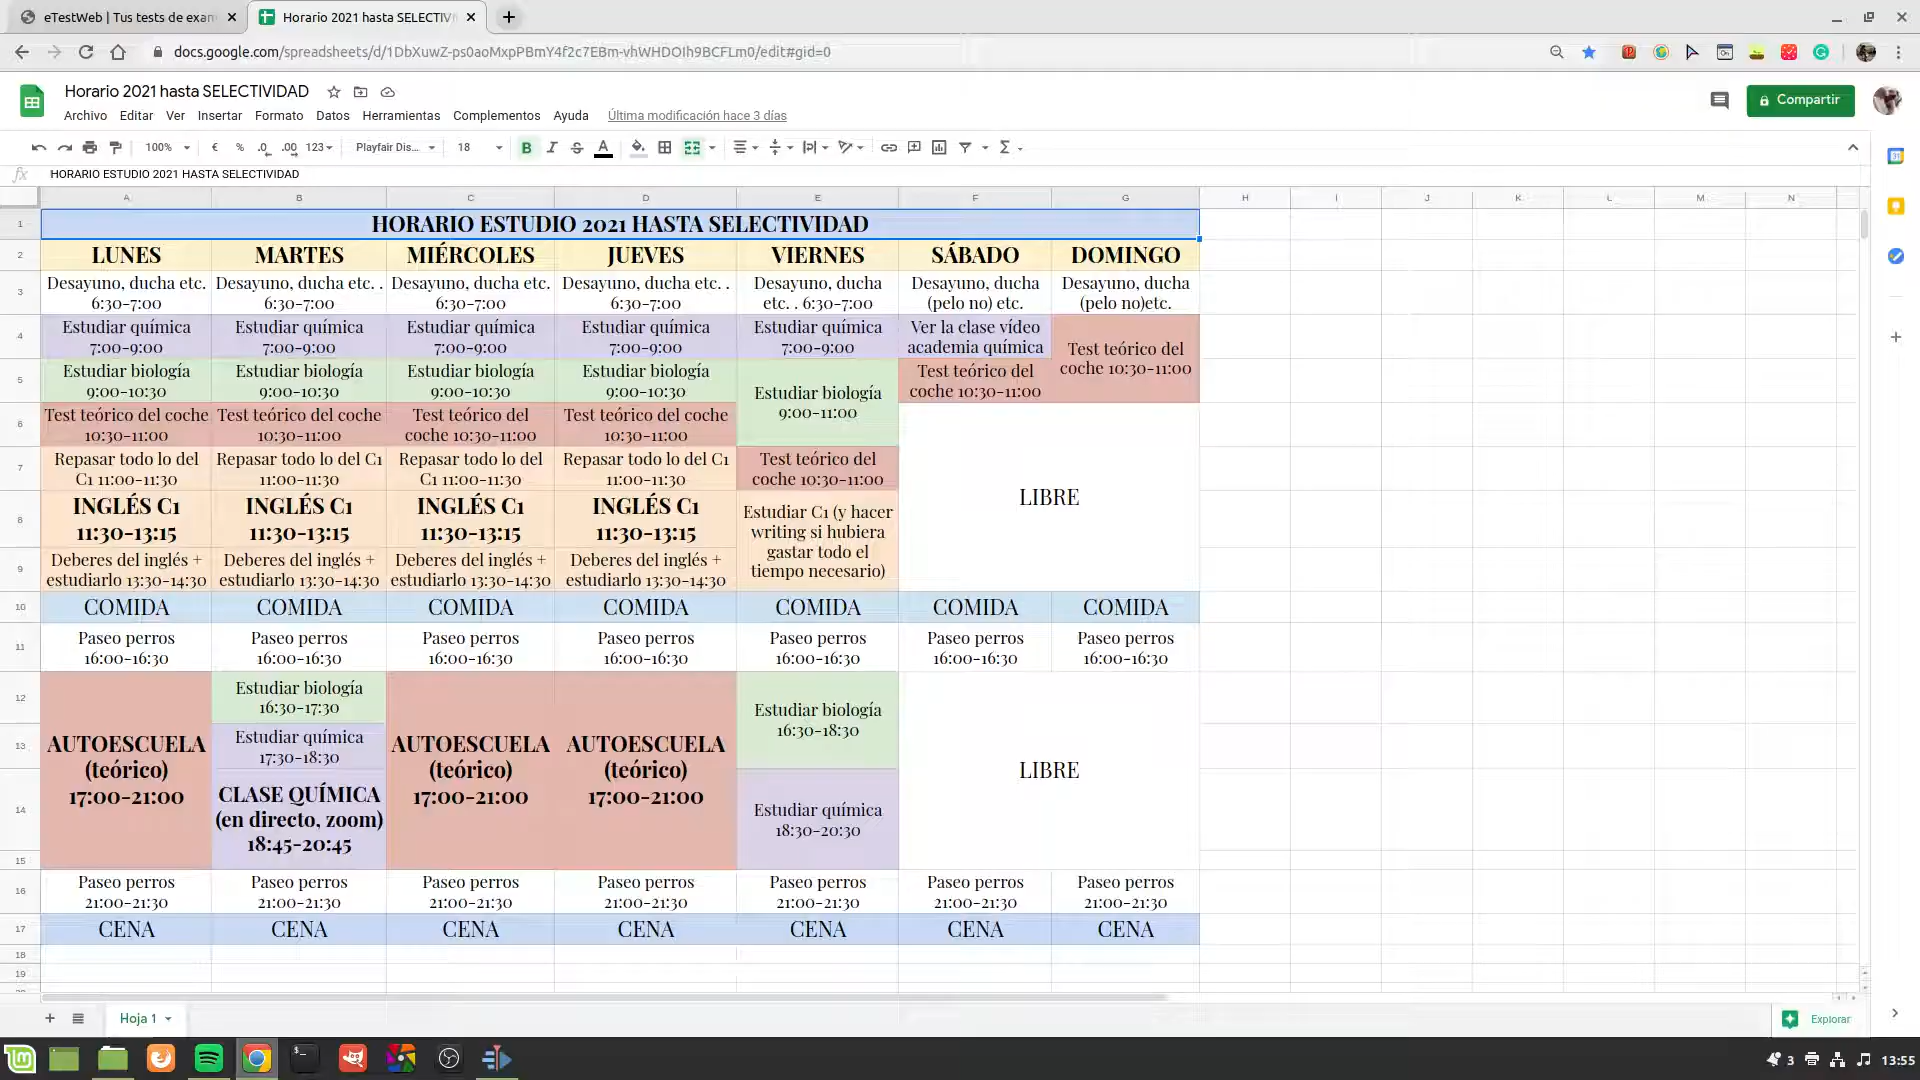 eTestWeb | Tus tests de exam
Horario 2021 hasta SELECTIV
docs.google.com/spreadsheets/d/1DbXuwZ-ps0aoMxpPBmY4f2c7EBm-vhWHDOIh9BCFLm0/edit#gid=0
Horario 2021 hasta SELECTIVIDAD
Compartir
Archivo Editar Ver Insertar Formato Datos Herramientas Complementos Ayuda Última modificación hace 3 días
100% € % .0 .00 123 Playfair Dis... 18 B I S A Σ
fx HORARIO ESTUDIO 2021 HASTA SELECTIVIDAD
A B C D E F G H I J K L M N
1 HORARIO ESTUDIO 2021 HASTA SELECTIVIDAD
2 LUNES MARTES MIÉRCOLES JUEVES VIERNES SÁBADO DOMINGO
Desayuno, ducha etc. Desayuno, ducha etc. . Desayuno, ducha etc. Desayuno, ducha etc. . Desayuno, ducha Desayuno, ducha Desayuno, ducha
3 6:30-7:00 6:30-7:00 6:30-7:00 6:30-7:00 etc. . 6:30-7:00 (pelo no) etc. (pelo no)etc.
Estudiar química Estudiar química Estudiar química Estudiar química Estudiar química Ver la clase vídeo
4 7:00-9:00 7:00-9:00 7:00-9:00 7:00-9:00 7:00-9:00 academia química
Test teórico del
coche 10:30-11:00
Estudiar biología Estudiar biología Estudiar biología Estudiar biología Test teórico del
5 9:00-10:30 9:00-10:30 9:00-10:30 9:00-10:30 coche 10:30-11:00
Estudiar biología
9:00-11:00
Test teórico del coche Test teórico del coche Test teórico del Test teórico del coche
6 10:30-11:00 10:30-11:00 coche 10:30-11:00 10:30-11:00
Repasar todo lo del Repasar todo lo del C1 Repasar todo lo del Repasar todo lo del C1 Test teórico del
7 C1 11:00-11:30 11:00-11:30 C1 11:00-11:30 11:00-11:30 coche 10:30-11:00
LIBRE
INGLÉS C1 INGLÉS C1 INGLÉS C1 INGLÉS C1
8 11:30-13:15 11:30-13:15 11:30-13:15 11:30-13:15
Estudiar C1 (y hacer
writing si hubiera
gastar todo el
tiempo necesario)
Deberes del inglés + Deberes del inglés + Deberes del inglés + Deberes del inglés +
9 estudiarlo 13:30-14:30 estudiarlo 13:30-14:30 estudiarlo 13:30-14:30 estudiarlo 13:30-14:30
10 COMIDA COMIDA COMIDA COMIDA COMIDA COMIDA COMIDA
Paseo perros Paseo perros Paseo perros Paseo perros Paseo perros Paseo perros Paseo perros
11 16:00-16:30 16:00-16:30 16:00-16:30 16:00-16:30 16:00-16:30 16:00-16:30 16:00-16:30
12 Estudiar biología
16:30-17:30
Estudiar biología
16:30-18:30
13 Estudiar química
17:30-18:30
AUTOESCUELA AUTOESCUELA AUTOESCUELA
(teórico) (teórico) (teórico)
17:00-21:00 17:00-21:00 17:00-21:00
LIBRE
14 CLASE QUÍMICA
(en directo, zoom)
18:45-20:45
Estudiar química
18:30-20:30
15
Paseo perros Paseo perros Paseo perros Paseo perros Paseo perros Paseo perros Paseo perros
16 21:00-21:30 21:00-21:30 21:00-21:30 21:00-21:30 21:00-21:30 21:00-21:30 21:00-21:30
17 CENA CENA CENA CENA CENA CENA CENA
18
19
Hoja 1
Explorar
3 13:55